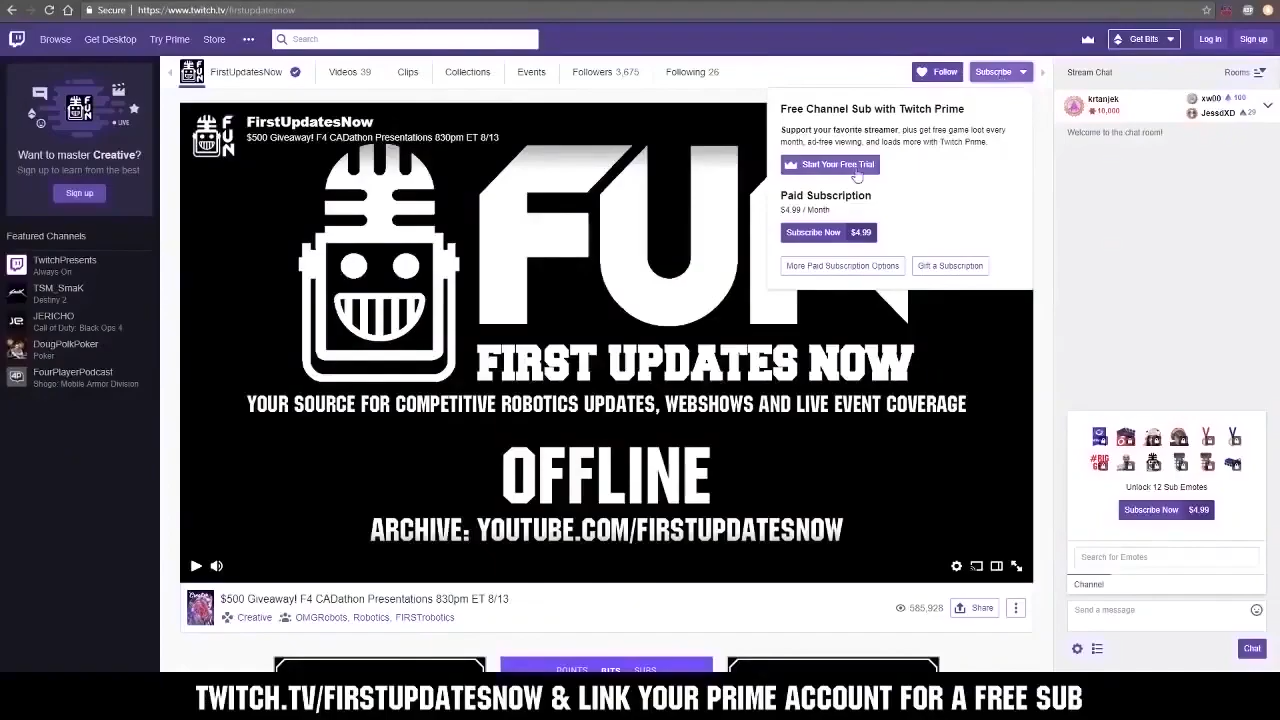 Secure
https://www.twitch.tv/firstupdatesnow
Browse
Get Desktop
Try Prime
Store
Search
Get Bits
Log in
Sign up
Want to master Creative?
Sign up to learn from the best
Sign up
Featured Channels
TwitchPresents
Always On
TSM_SmaK
Destiny 2
JERICHO
Call of Duty: Black Ops 4
DougPolkPoker
Poker
FourPlayerPodcast
Shogo: Mobile Armor Division
FirstUpdatesNow
Videos 39
Clips
Collections
Events
Followers 3,675
Following 26
Follow
Subscribe
FUN
FirstUpdatesNow
$500 Giveaway! F4 CADathon Presentations 830pm ET 8/13
Free Channel Sub with Twitch Prime
Support your favorite streamer, plus get free game loot every
month, ad-free viewing, and loads more with Twitch Prime.
Start Your Free Trial
Paid Subscription
$4.99 / Month
Subscribe Now $4.99
More Paid Subscription Options
Gift a Subscription
FUN
FIRST UPDATES NOW
YOUR SOURCE FOR COMPETITIVE ROBOTICS UPDATES, WEBSHOWS AND LIVE EVENT COVERAGE
OFFLINE
ARCHIVE: YOUTUBE.COM/FIRSTUPDATESNOW
$500 Giveaway! F4 CADathon Presentations 830pm ET 8/13
Creative
OMGRobots, Robotics, FIRSTrobotics
585,928
Share
POINTS BITS SUBS
Stream Chat
Rooms
krtanjek
10,000
xw00 100
JessdXD 29
Welcome to the chat room!
Unlock 12 Sub Emotes
Subscribe Now $4.99
Search for Emotes
Channel
Send a message
Chat
TWITCH.TV/FIRSTUPDATESNOW & LINK YOUR PRIME ACCOUNT FOR A FREE SUB